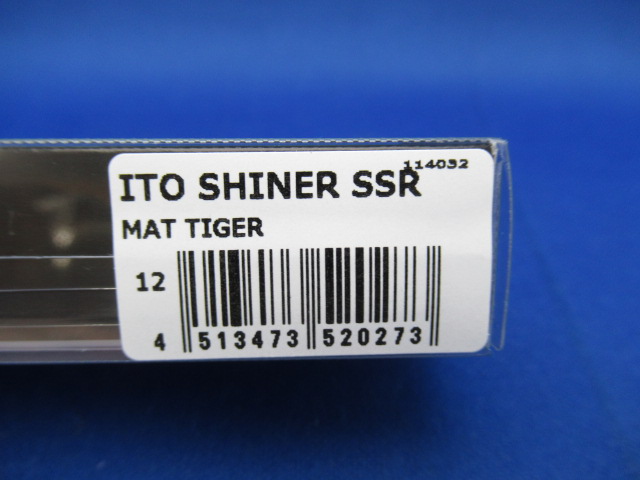 114032
ITO SHINER SSR
MAT TIGER
12
4 513473 520273